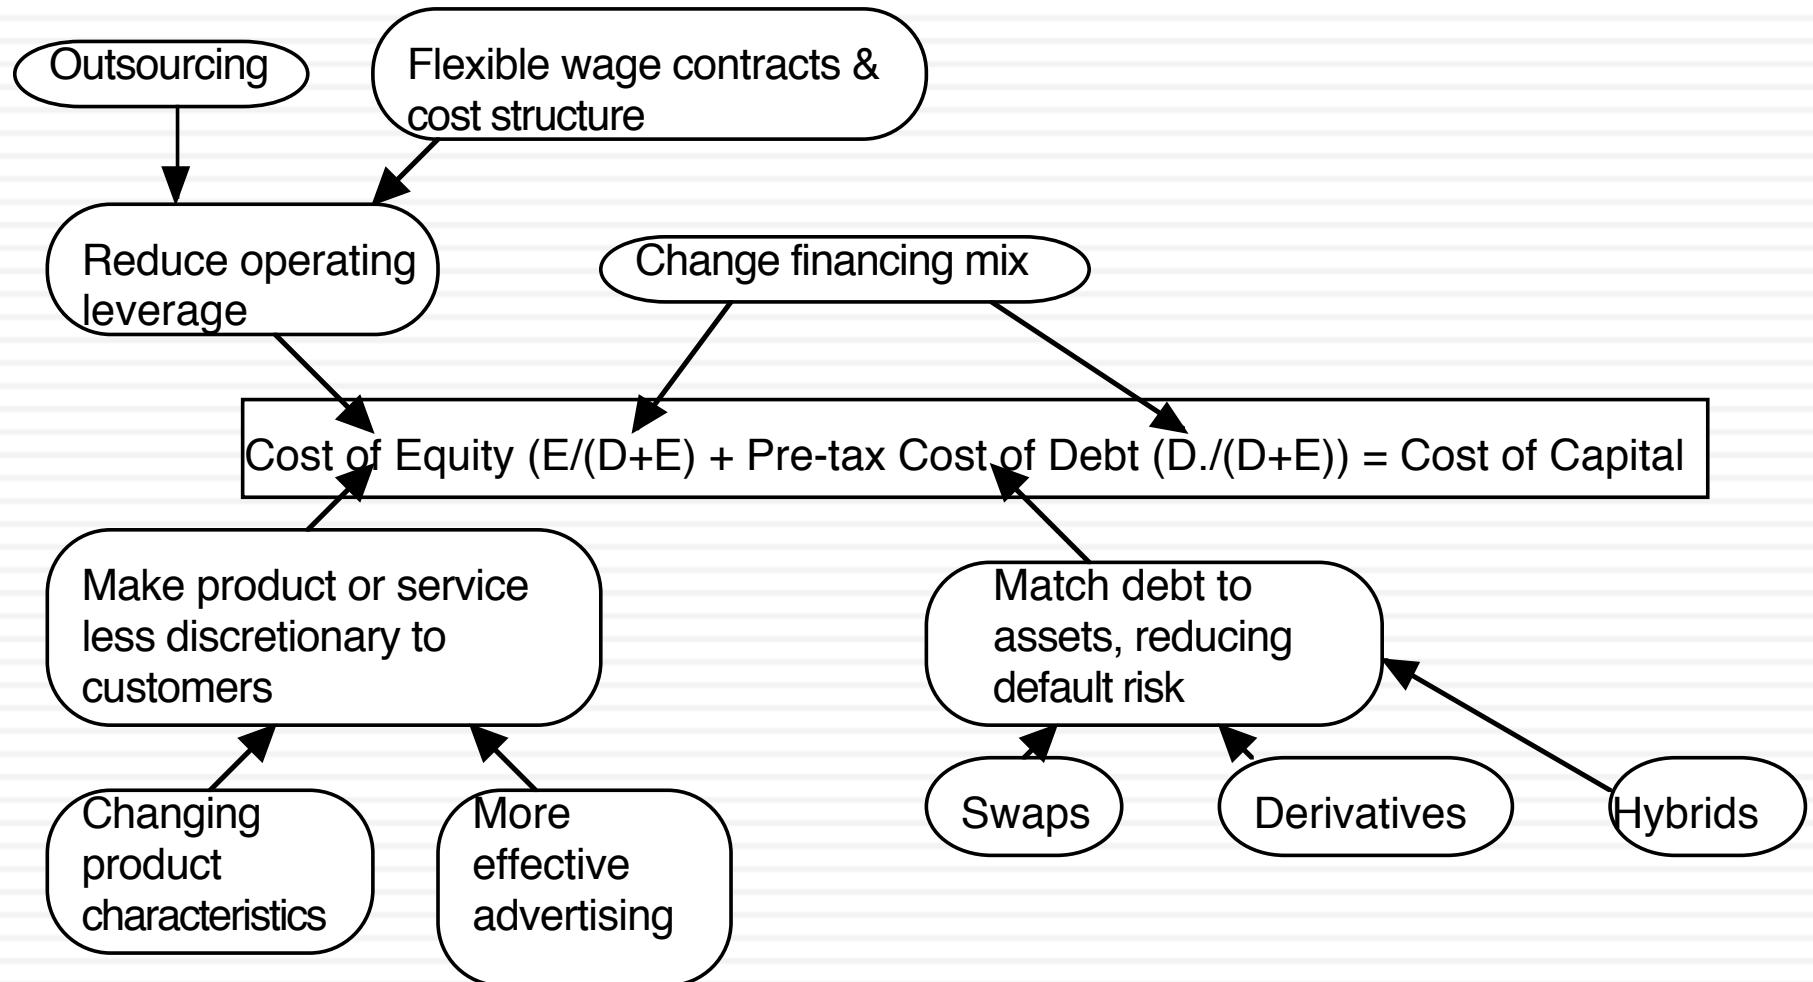 Outsourcing
Flexible wage contracts &
cost structure
Reduce operating
leverage
Change financing mix
Cost of Equity (E/(D+E) + Pre-tax Cost of Debt (D./(D+E)) = Cost of Capital
Make product or service
less discretionary to
customers
Match debt to
assets, reducing
default risk
Changing
product
characteristics
More
effective
advertising
Swaps
Derivatives
Hybrids